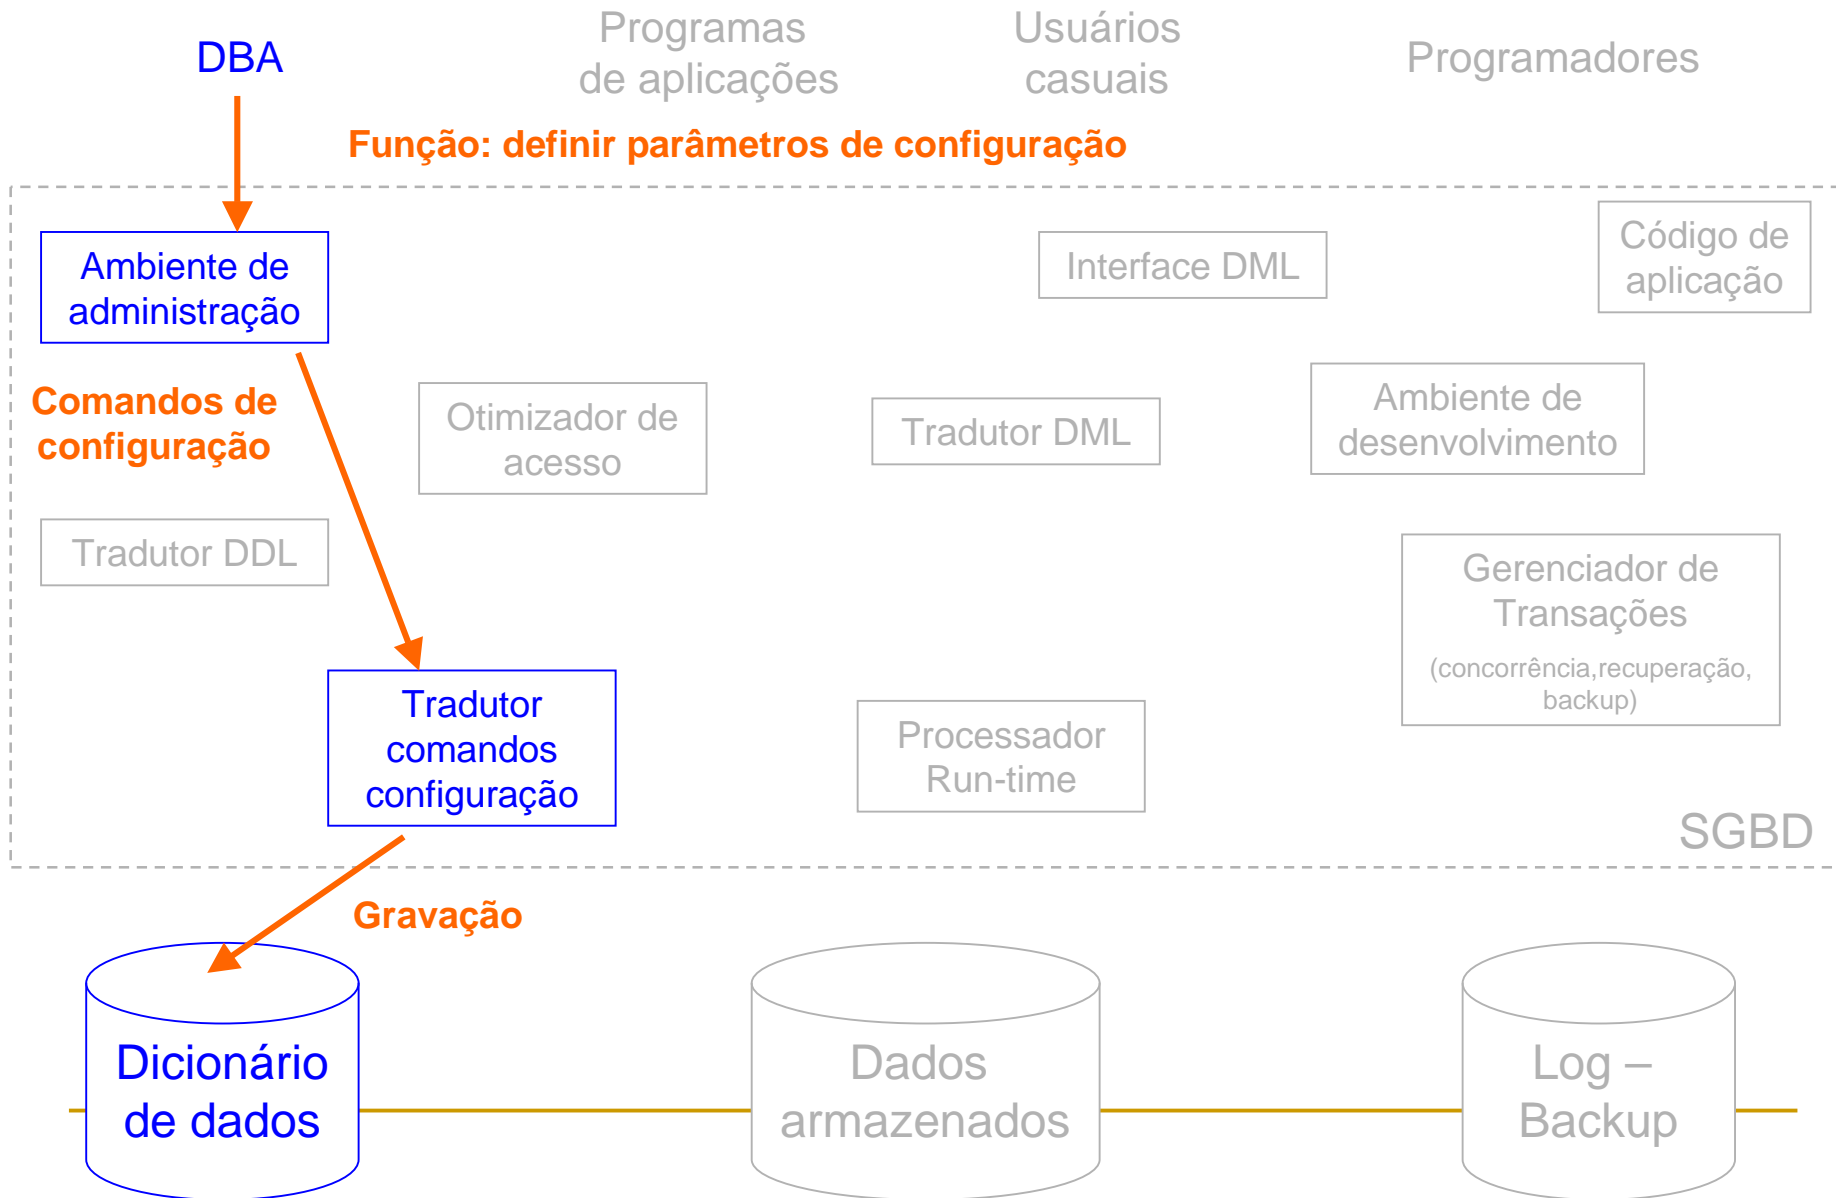 DBA
Programas
de aplicações
Usuários
casuais
Programadores
Função: definir parâmetros de configuração
Ambiente de
administração
Interface DML
Código de
aplicação
Comandos de
configuração
Otimizador de
acesso
Tradutor DML
Ambiente de
desenvolvimento
Tradutor DDL
Gerenciador de
Transações
(concorrência,recuperação,
backup)
Tradutor
comandos
configuração
Processador
Run-time
SGBD
Gravação
Dicionário
de dados
Dados
armazenados
Log –
Backup